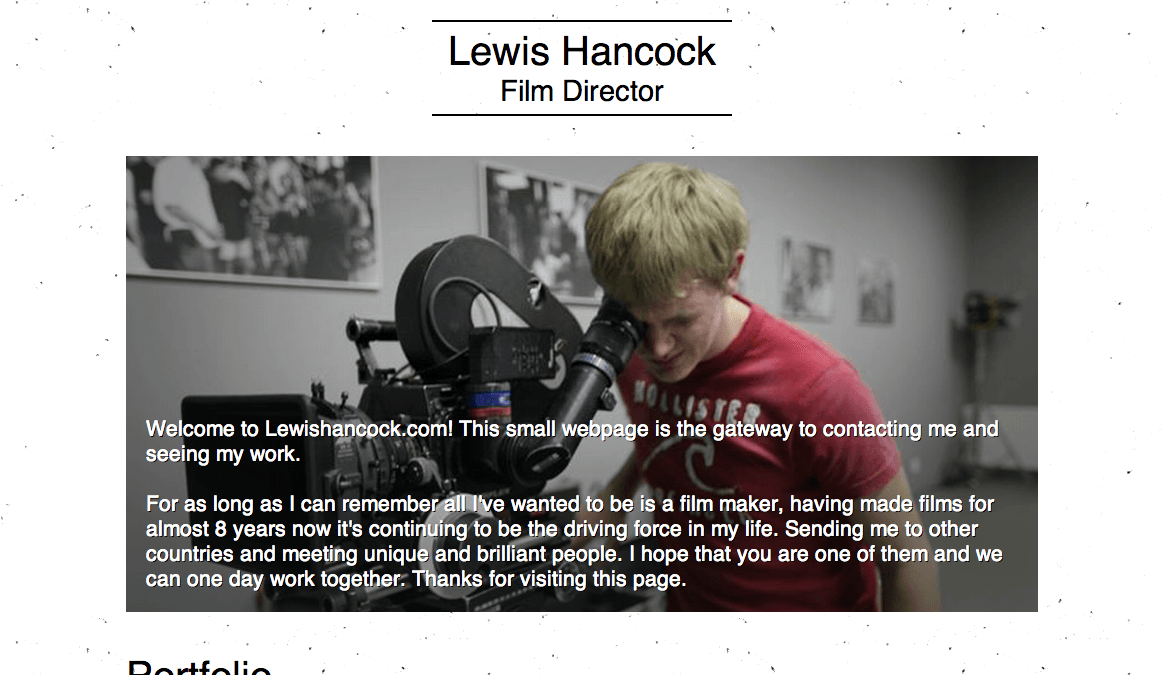 Lewis Hancock
Film Director
HOLLISTER
Welcome to Lewishancock.com! This small webpage is the gateway to contacting me and
seeing my work.
For as long as I can remember all I've wanted to be is a film maker, having made films for
almost 8 years now it's continuing to be the driving force in my life. Sending me to other
countries and meeting unique and brilliant people. I hope that you are one of them and we
can one day work together. Thanks for visiting this page.
Portfolio